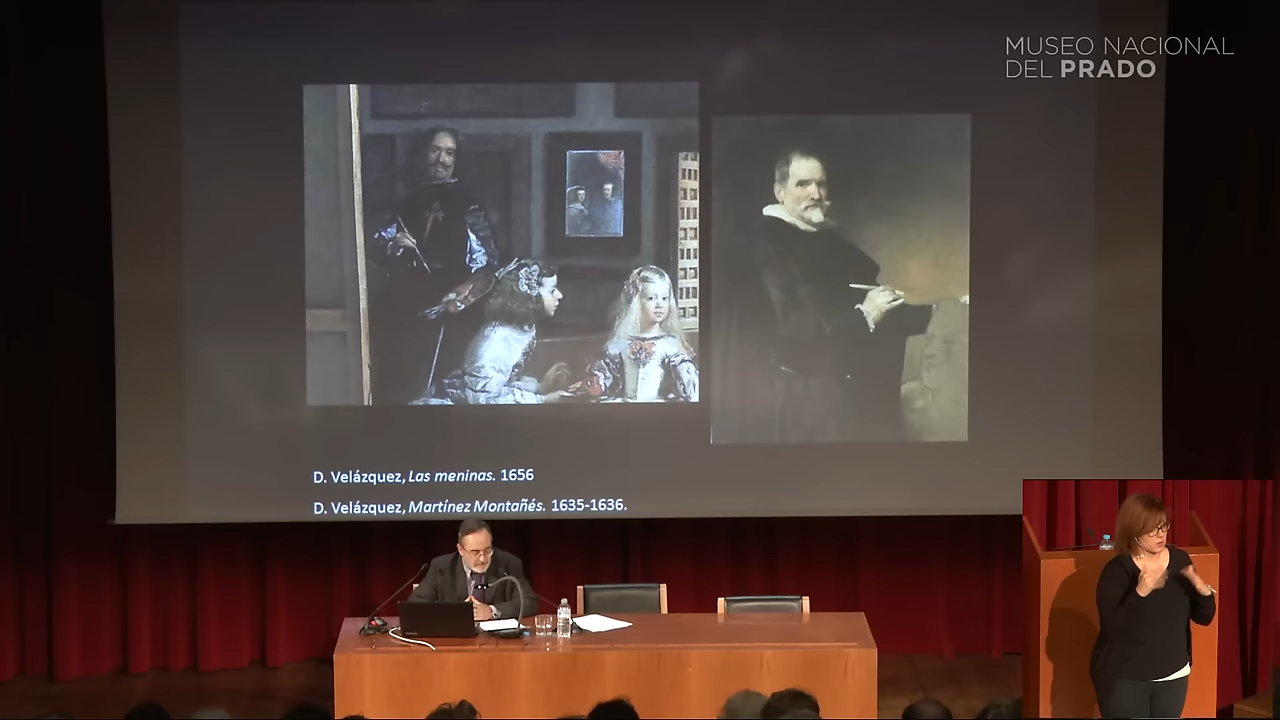 MUSEO NACIONAL
DEL PRADO
D. Velázquez, Las meninas. 1656
D. Velázquez, Martínez Montañés. 1635-1636.